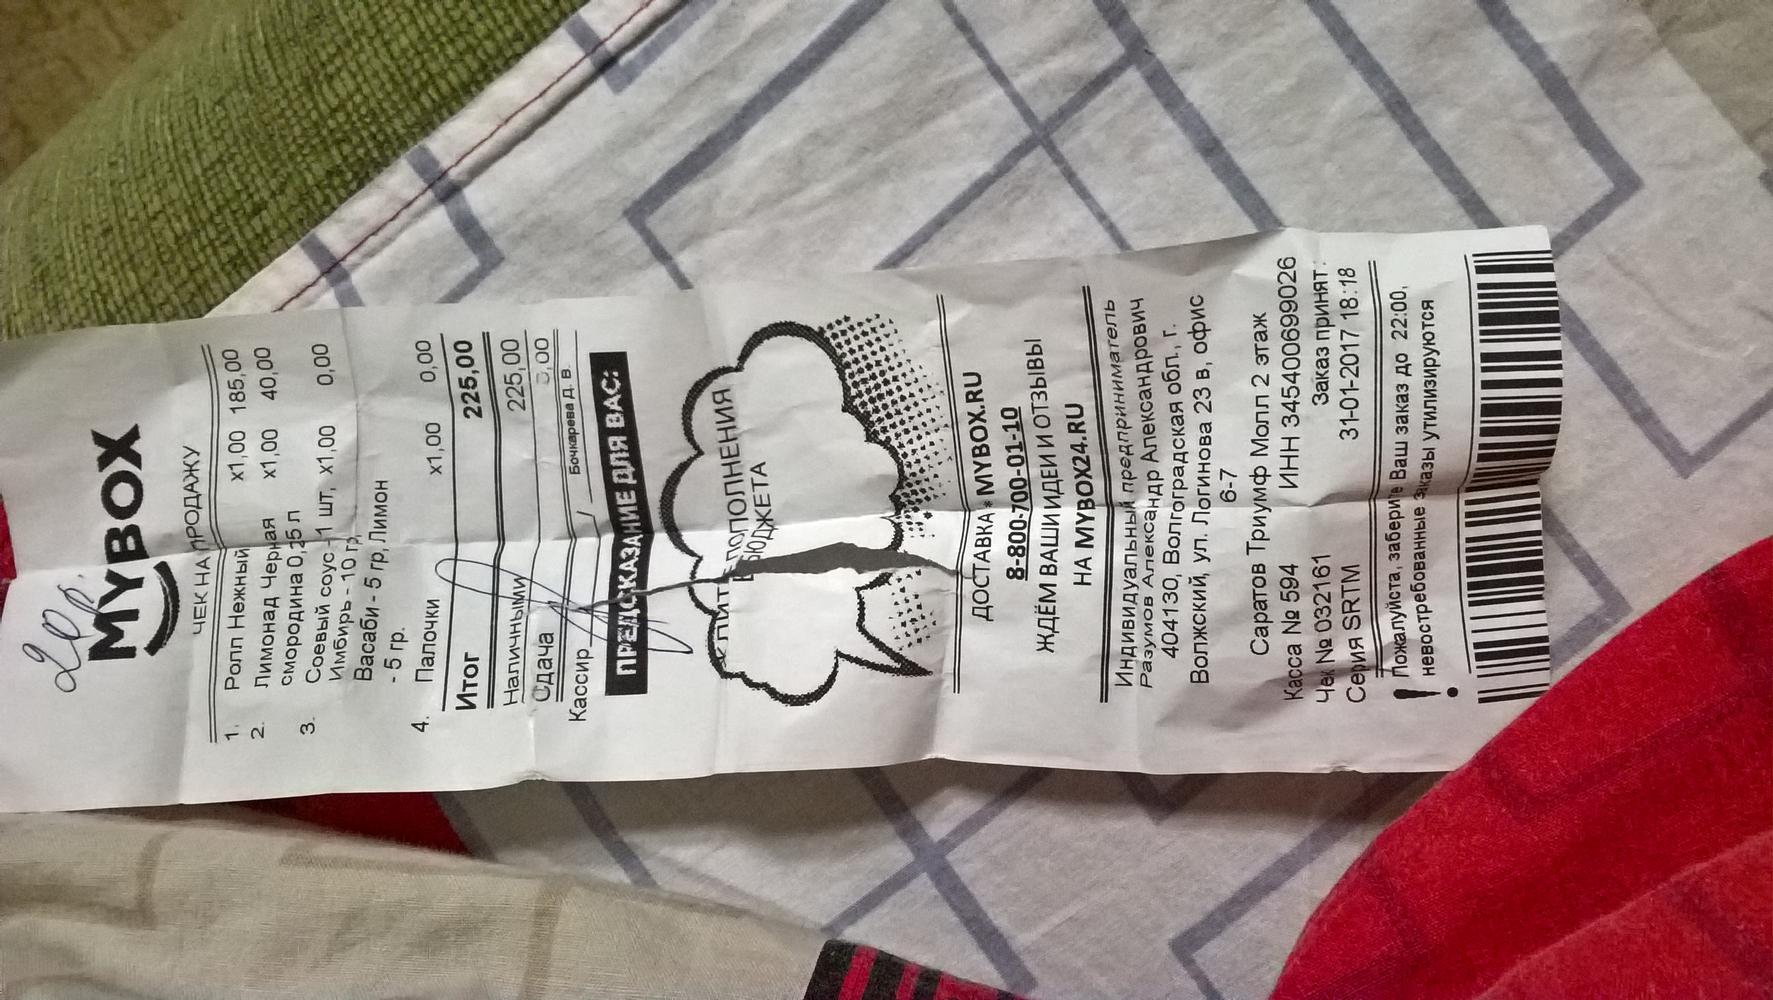 MYBOX
ЧЕК НА ПРОДАЖУ
1. Ролл Нежный x1,00 185,00
2. Лимонад Черная x1,00 40,00
смородина 0,25 л
3. Соевый соус - 1 шт, x1,00 0,00
Имбирь - 10 гр,
Васаби - 5 гр, Лимон
- 5 гр.
4. Палочки x1,00 0,00
Итог 225,00
Наличными 225,00
Сдача 0,00
Кассир / Бочкарева Д. В.
ПРЕДСКАЗАНИЕ ДЛЯ ВАС:
К ПОПОЛНЕНИЯ
БЮДЖЕТА
ДОСТАВКА * MYBOX.RU
8-800-700-01-10
ЖДЁМ ВАШИ ИДЕИ И ОТЗЫВЫ
НА MYBOX24.RU
Индивидуальный предприниматель
Разумов Александр Александрович
404130, Волгоградская обл., г.
Волжский, ул. Логинова 23 в, офис
6-7
Саратов Триумф Молл 2 этаж
Касса № 594 ИНН 345400699026
Чек № 032161 Заказ принят:
Серия SRTM 31-01-2017 18:18
! Пожалуйста, заберите Ваш заказ до 22:00,
невостребованные заказы утилизируются